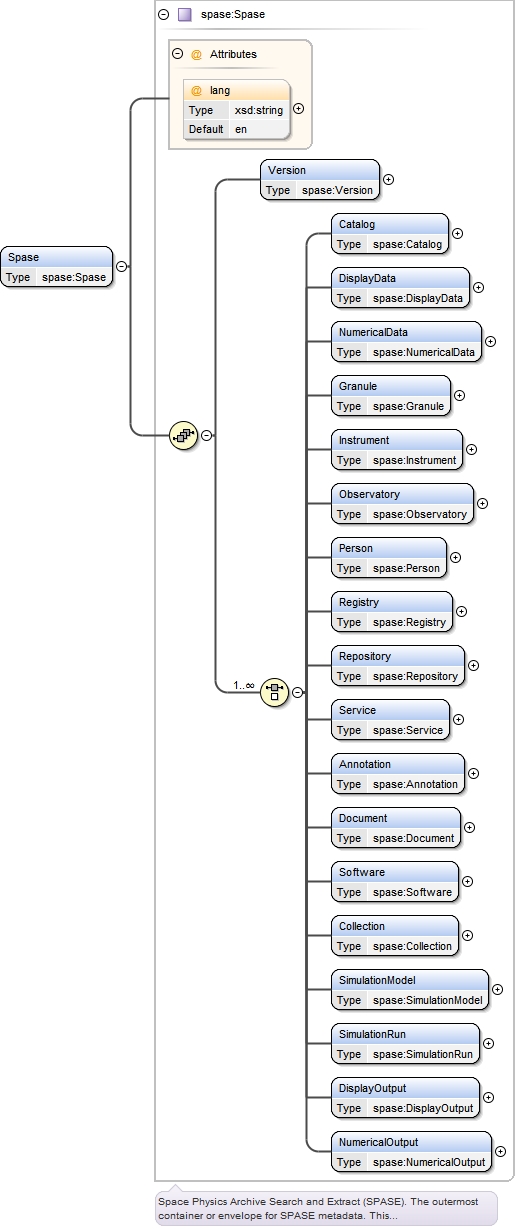 spase:Spase
@ Attributes
@ lang
Type xsd:string
Default en
Version
Type spase:Version
Catalog
Type spase:Catalog
Spase
Type spase:Spase
DisplayData
Type spase:DisplayData
NumericalData
Type spase:NumericalData
Granule
Type spase:Granule
Instrument
Type spase:Instrument
Observatory
Type spase:Observatory
Person
Type spase:Person
Registry
Type spase:Registry
Repository
Type spase:Repository
1..∞
Service
Type spase:Service
Annotation
Type spase:Annotation
Document
Type spase:Document
Software
Type spase:Software
Collection
Type spase:Collection
SimulationModel
Type spase:SimulationModel
SimulationRun
Type spase:SimulationRun
DisplayOutput
Type spase:DisplayOutput
NumericalOutput
Type spase:NumericalOutput
Space Physics Archive Search and Extract (SPASE). The outermost
container or envelope for SPASE metadata. This...